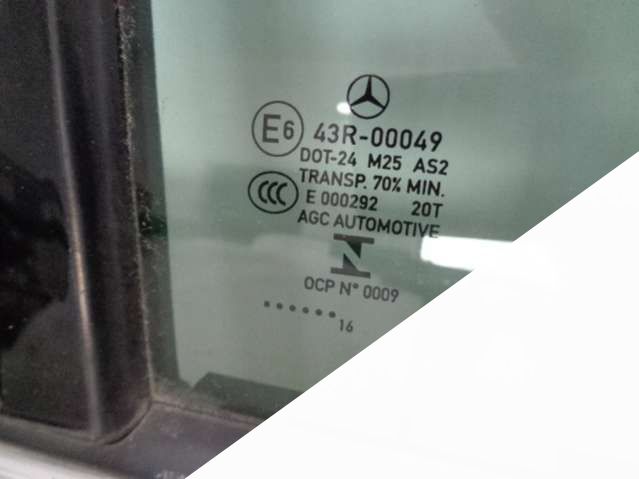 E6 43R-00049
DOT-24 M25 AS2
TRANSP. 70% MIN.
CCC E 000292 20T
AGC AUTOMOTIVE
N
OCP N° 0009
...... 16